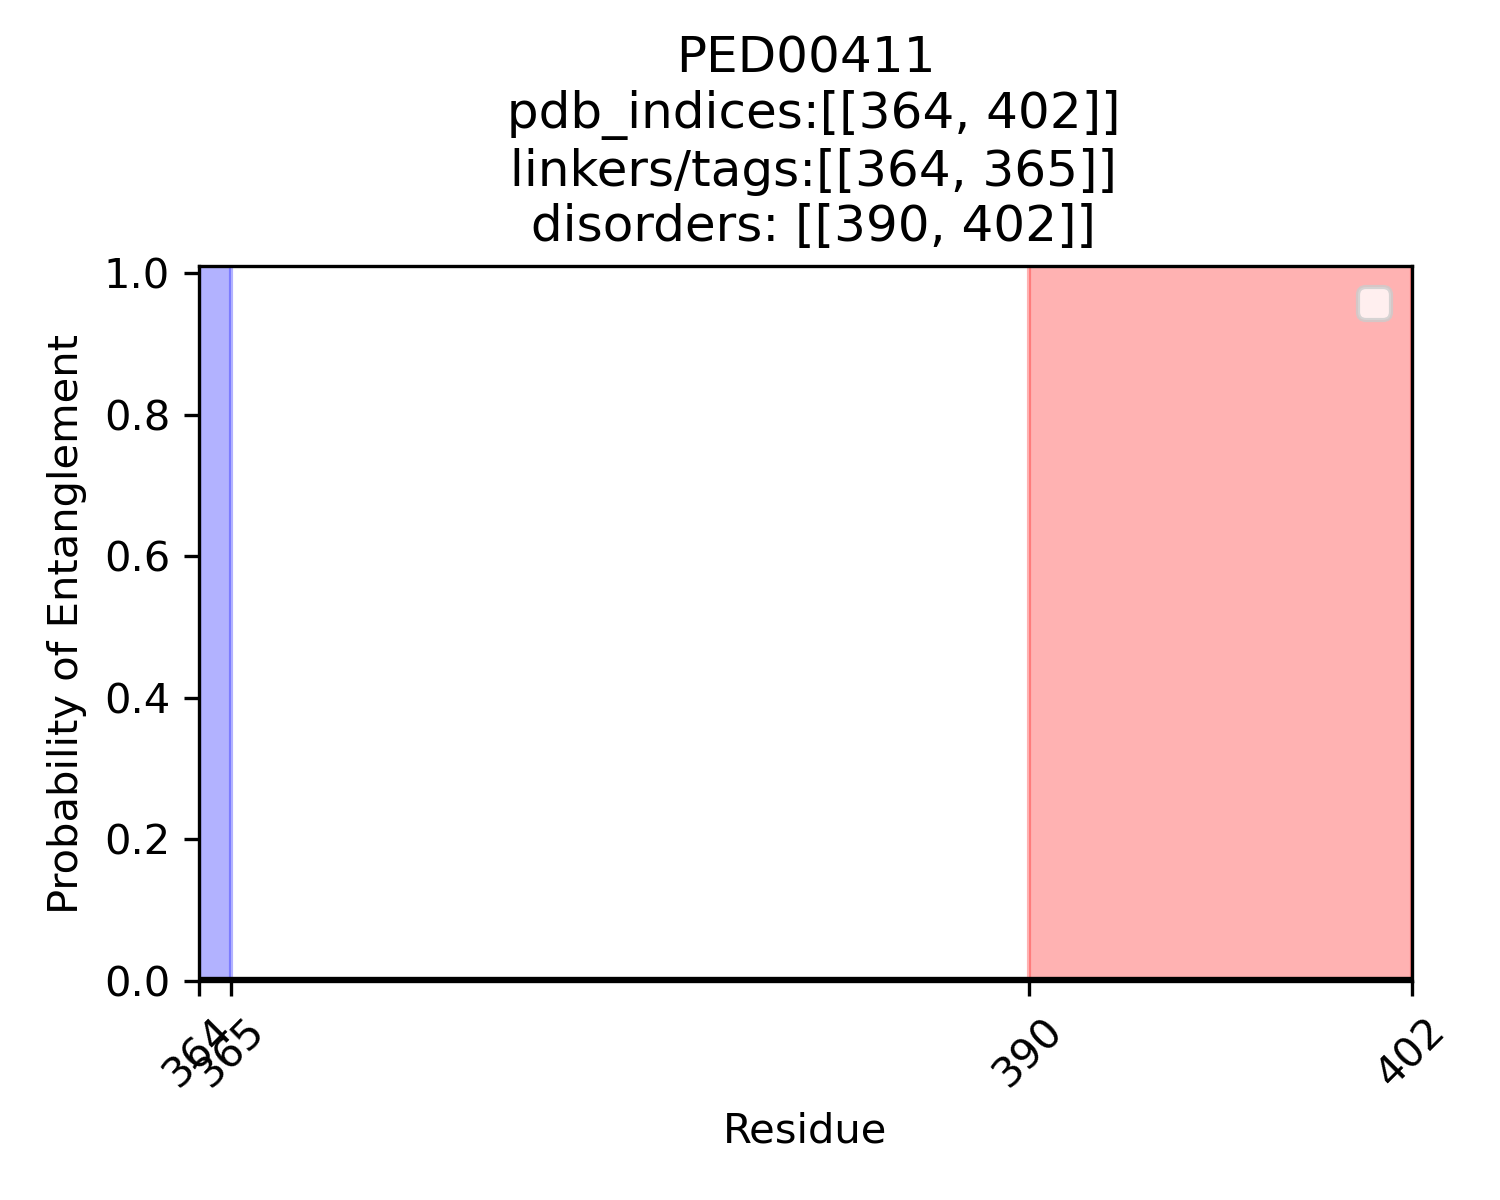 PED00411
pdb_indices:[[364, 402]]
linkers/tags:[[364, 365]]
disorders: [[390, 402]]
1.0
0.8
0.6
0.4
0.2
0.0
Probability of Entanglement
364
365
390
402
Residue